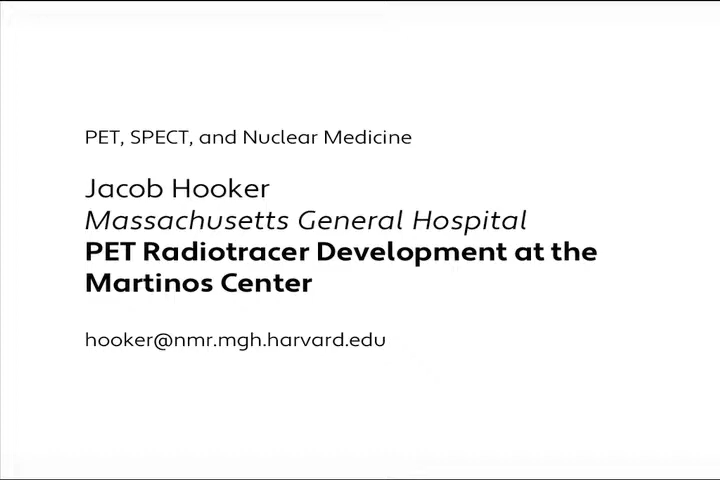 PET, SPECT, and Nuclear Medicine
Jacob Hooker
Massachusetts General Hospital
PET Radiotracer Development at the
Martinos Center
hooker@nmr.mgh.harvard.edu